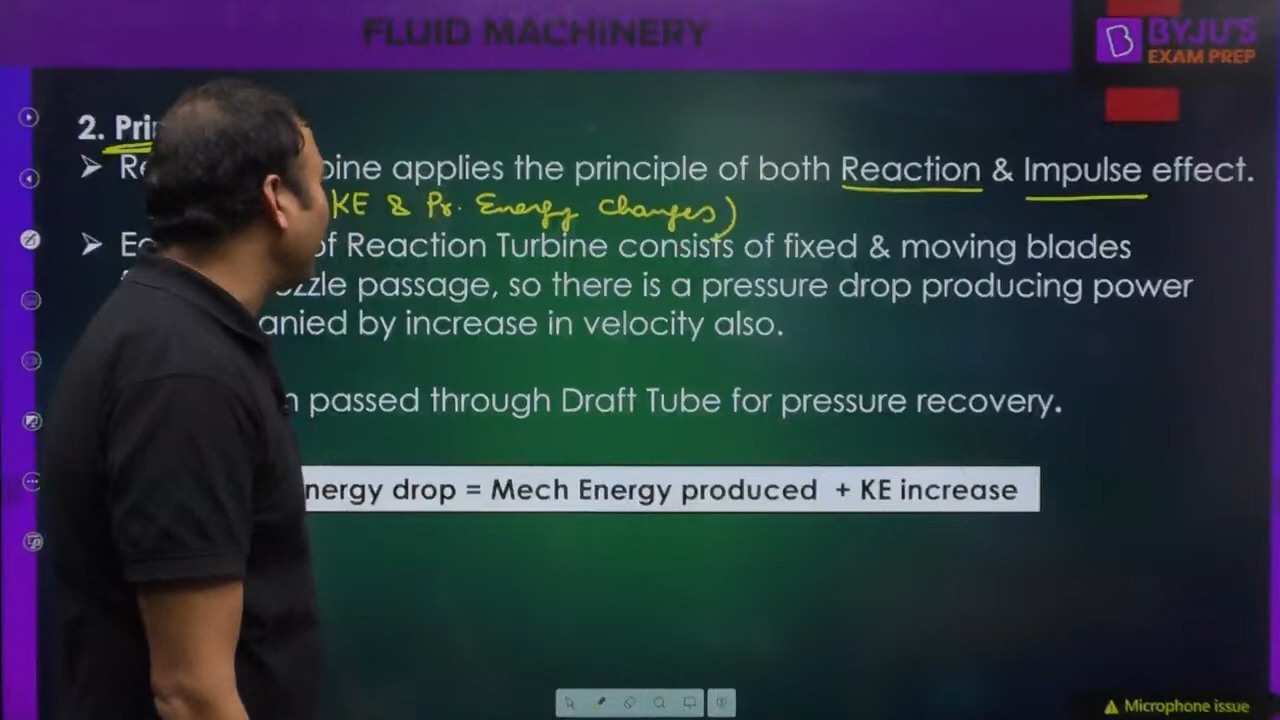 FLUID MACHINERY
BYJU'S
EXAM PREP
2. Pri
Re bine applies the principle of both Reaction & Impulse effect.
KE & Pr. Energy changes)
of Reaction Turbine consists of fixed & moving blades
zzle passage, so there is a pressure drop producing power
anied by increase in velocity also.
n passed through Draft Tube for pressure recovery.
nergy drop = Mech Energy produced + KE increase
Microphone issue